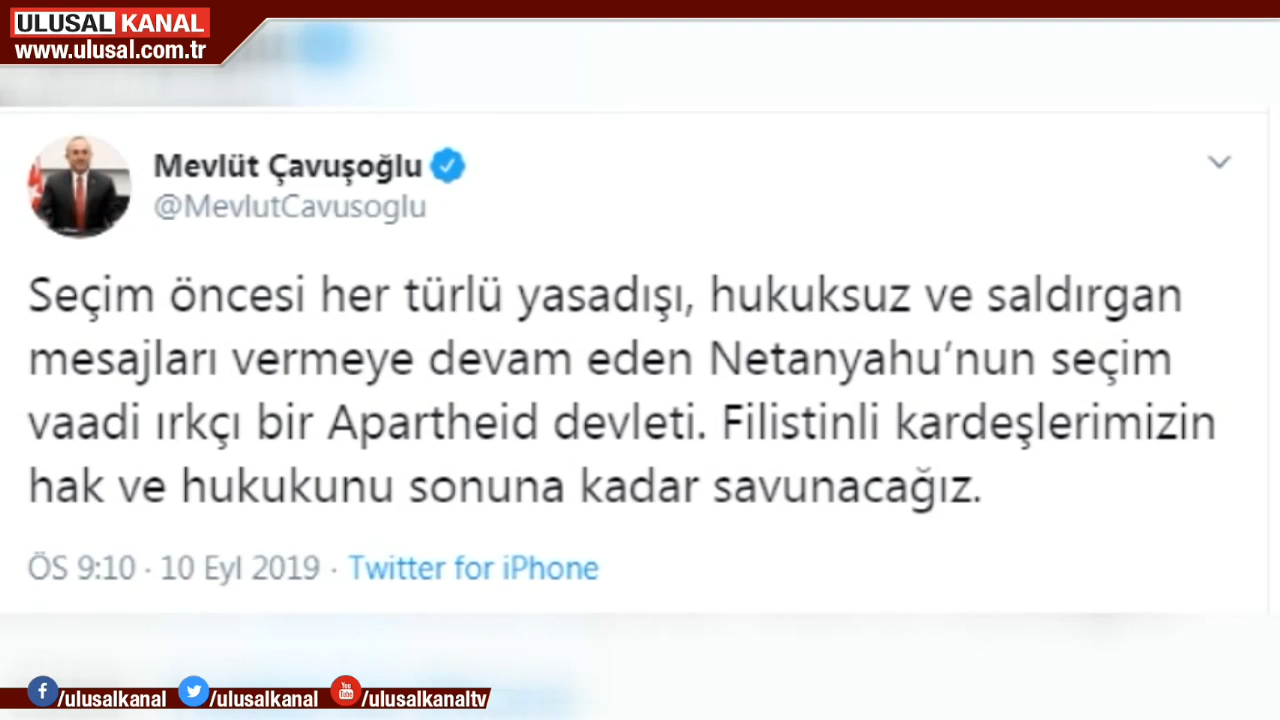 ULUSAL KANAL
www.ulusal.com.tr
Mevlüt Çavuşoğlu
@MevlutCavusoglu
Seçim öncesi her türlü yasadışı, hukuksuz ve saldırgan
mesajları vermeye devam eden Netanyahu’nun seçim
vaadi ırkçı bir Apartheid devleti. Filistinli kardeşlerimizin
hak ve hukukunu sonuna kadar savunacağız.
ÖS 9:10 · 10 Eyl 2019 · Twitter for iPhone
/ulusalkanal /ulusalkanal You Tube /ulusalkanaltv